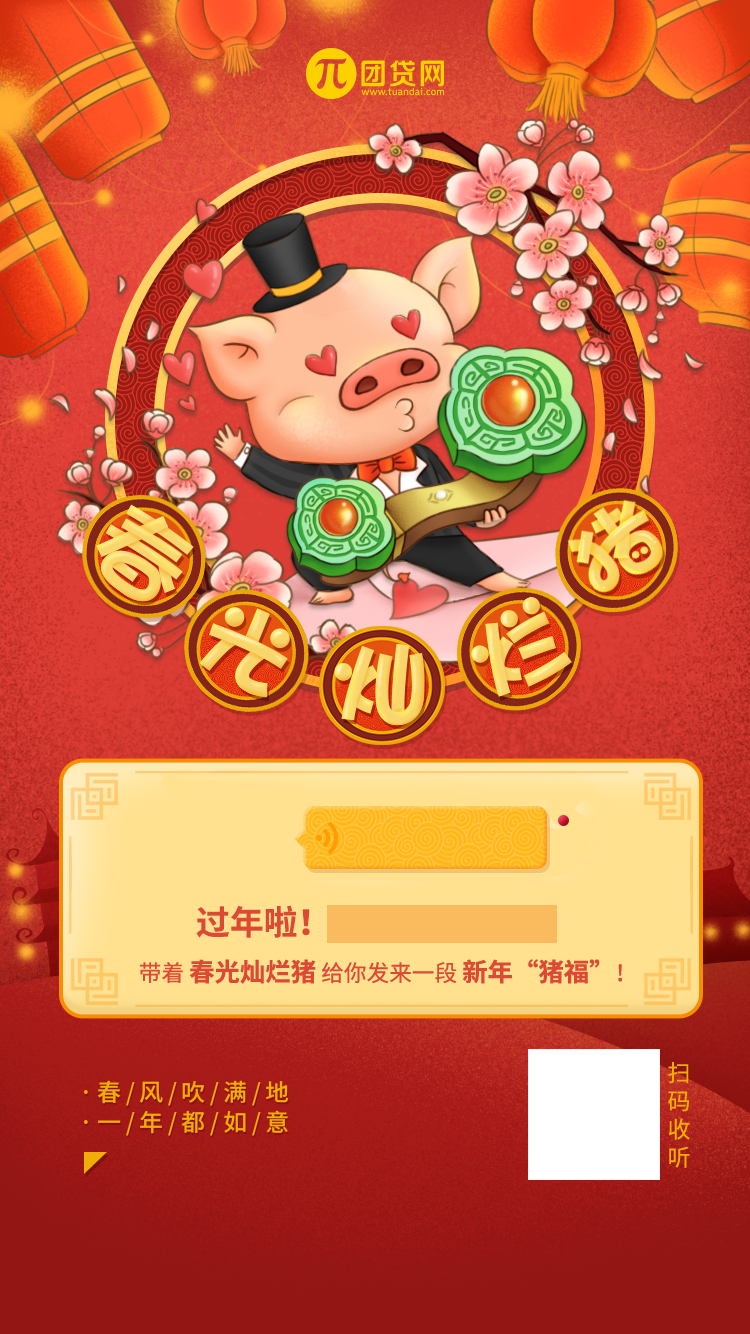 π 团贷网
www.tuandai.com
春光灿烂猪
过年啦！
带着 春光灿烂猪 给你发来一段 新年“猪福”！
·春/风/吹/满/地
·一/年/都/如/意
扫码收听